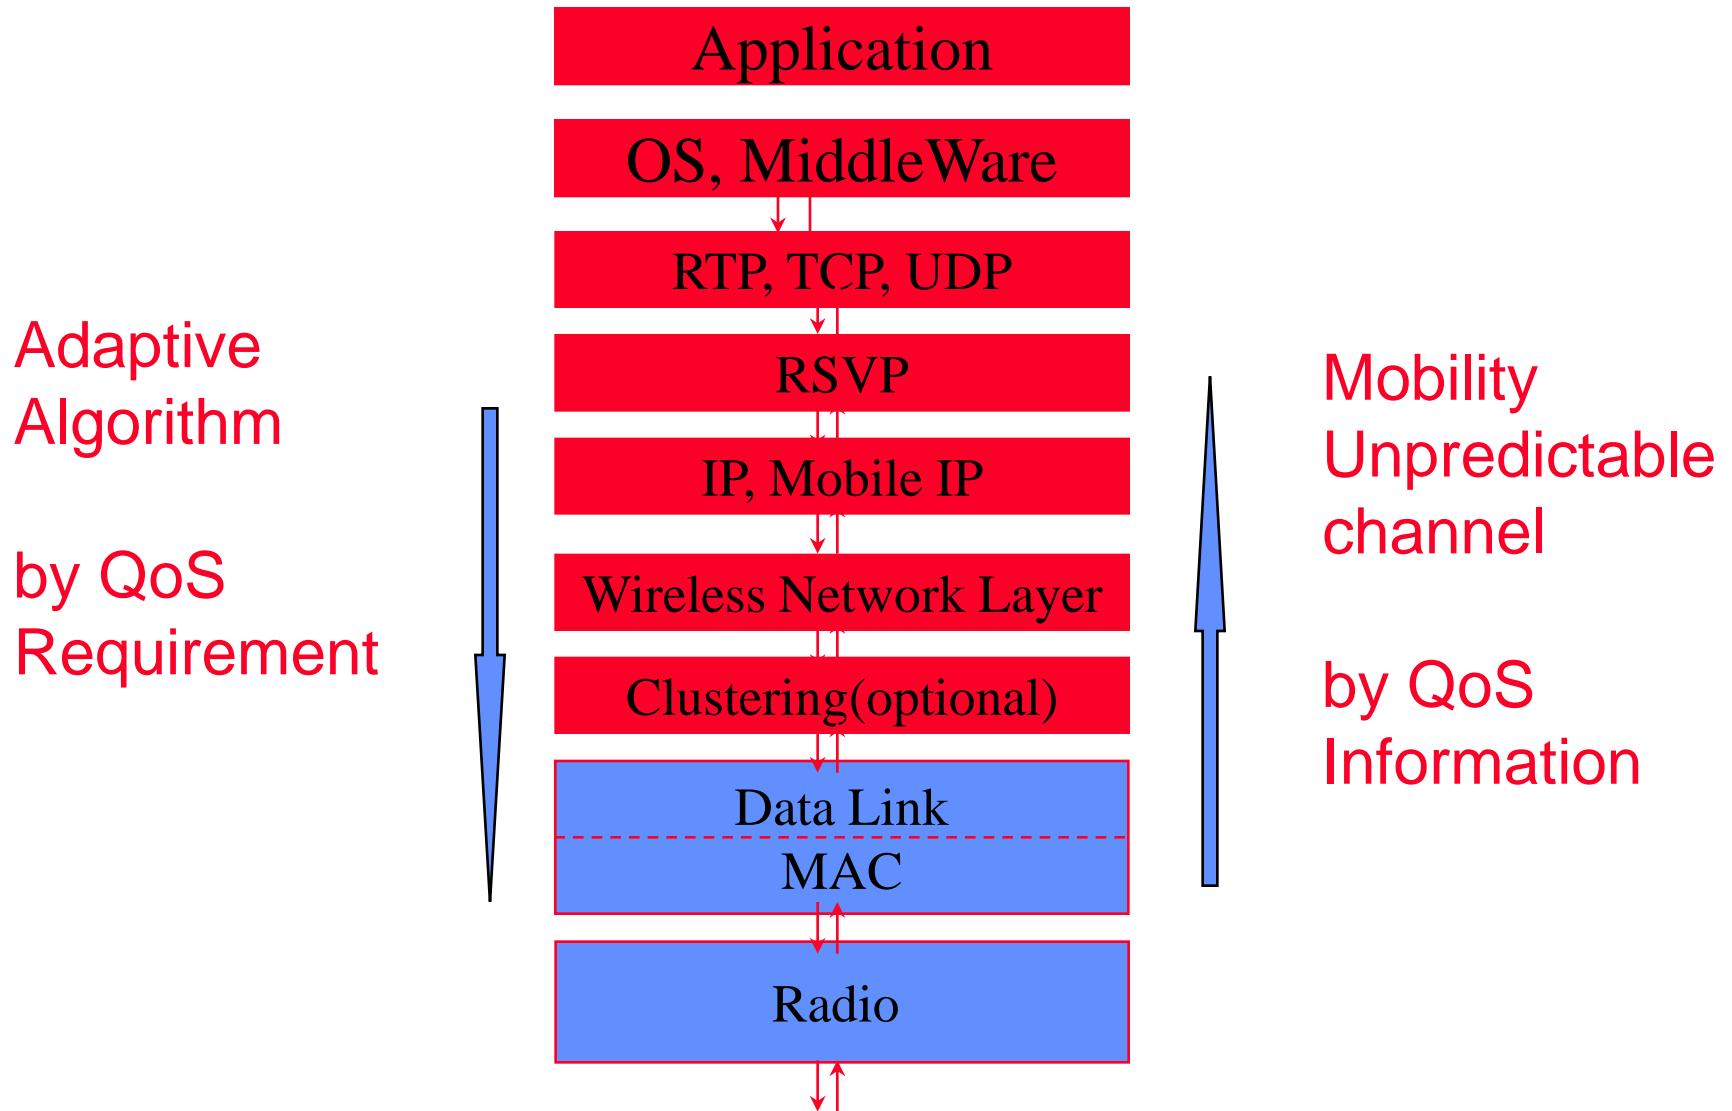 Application
OS, MiddleWare
RTP, TCP, UDP
RSVP
IP, Mobile IP
Wireless Network Layer
Clustering(optional)
Data Link
MAC
Radio
Adaptive
Algorithm
by QoS
Requirement
Mobility
Unpredictable
channel
by QoS
Information